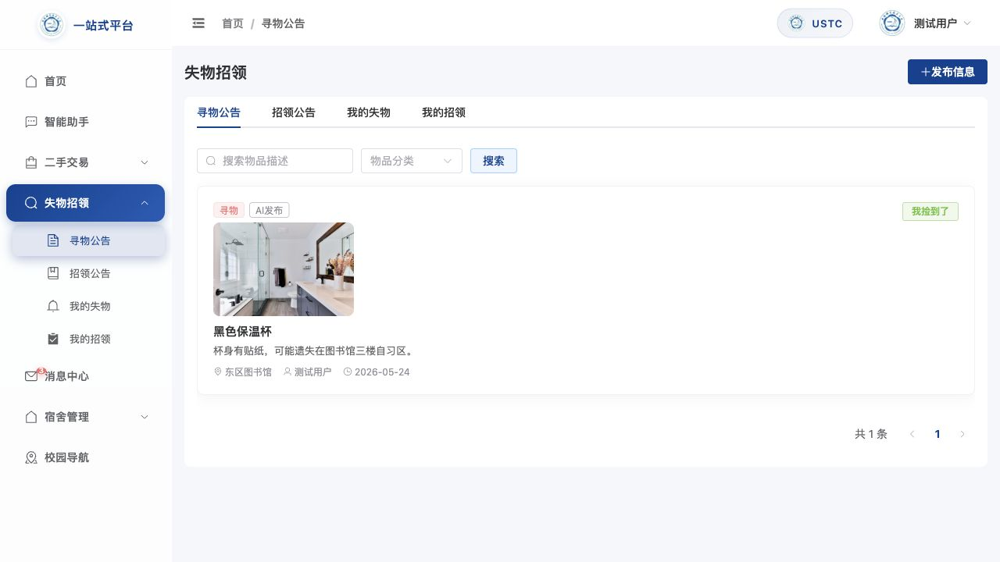 一站式平台
首页 / 寻物公告
USTC
测试用户
首页
智能助手
二手交易
失物招领
寻物公告
招领公告
我的失物
我的招领
3
消息中心
宿舍管理
校园导航
失物招领
发布信息
寻物公告 招领公告 我的失物 我的招领
搜索物品描述 物品分类 搜索
寻物 AI发布 我捡到了
黑色保温杯
杯身有贴纸，可能遗失在图书馆三楼自习区。
东区图书馆 测试用户 2026-05-24
共 1 条 1